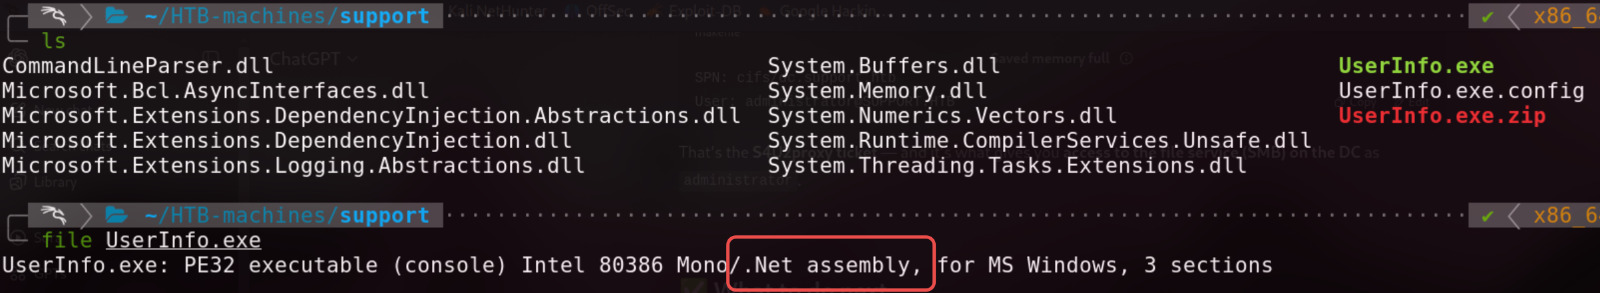 ~/HTB-machines/support ✔ x86_6
ls
CommandLineParser.dll System.Buffers.dll UserInfo.exe
Microsoft.Bcl.AsyncInterfaces.dll System.Memory.dll UserInfo.exe.config
Microsoft.Extensions.DependencyInjection.Abstractions.dll System.Numerics.Vectors.dll UserInfo.exe.zip
Microsoft.Extensions.DependencyInjection.dll System.Runtime.CompilerServices.Unsafe.dll
Microsoft.Extensions.Logging.Abstractions.dll System.Threading.Tasks.Extensions.dll
~/HTB-machines/support ✔ x86_6
file UserInfo.exe
UserInfo.exe: PE32 executable (console) Intel 80386 Mono/.Net assembly, for MS Windows, 3 sections